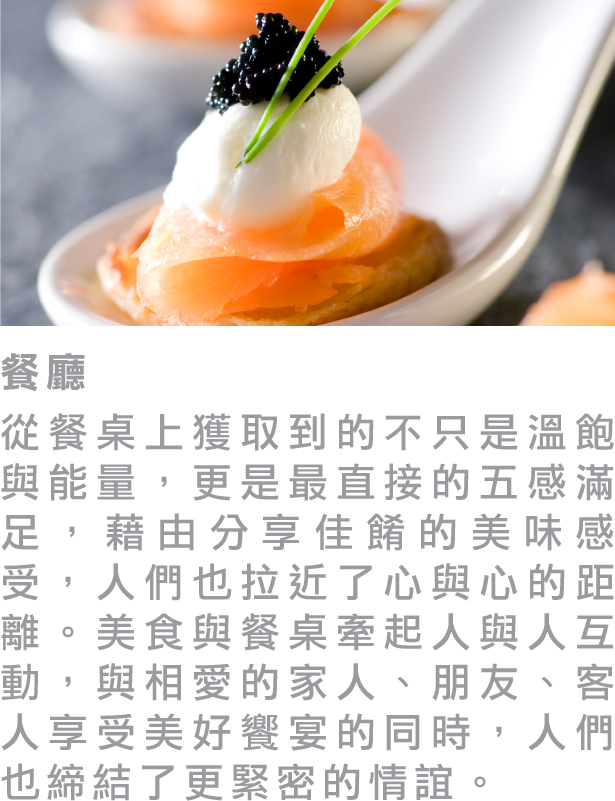 餐廳
從餐桌上獲取到的不只是溫飽
與能量，更是最直接的五感滿
足，藉由分享佳餚的美味感
受，人們也拉近了心與心的距
離。美食與餐桌牽起人與人互
動，與相愛的家人、朋友、客
人享受美好饗宴的同時，人們
也締結了更緊密的情誼。